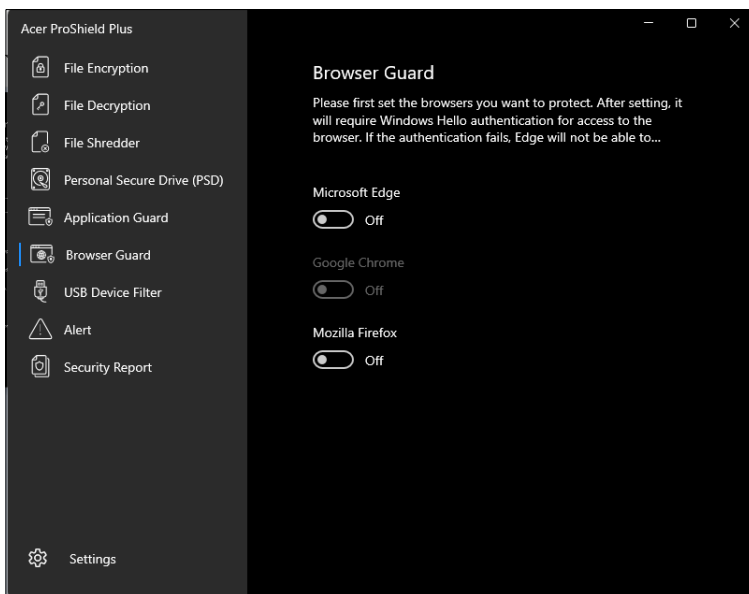 Acer ProShield Plus
File Encryption
File Decryption
File Shredder
Personal Secure Drive (PSD)
Application Guard
Browser Guard
USB Device Filter
Alert
Security Report
Settings
Browser Guard
Please first set the browsers you want to protect. After setting, it
will require Windows Hello authentication for access to the
browser. If the authentication fails, Edge will not be able to...
Microsoft Edge
Off
Google Chrome
Off
Mozilla Firefox
Off